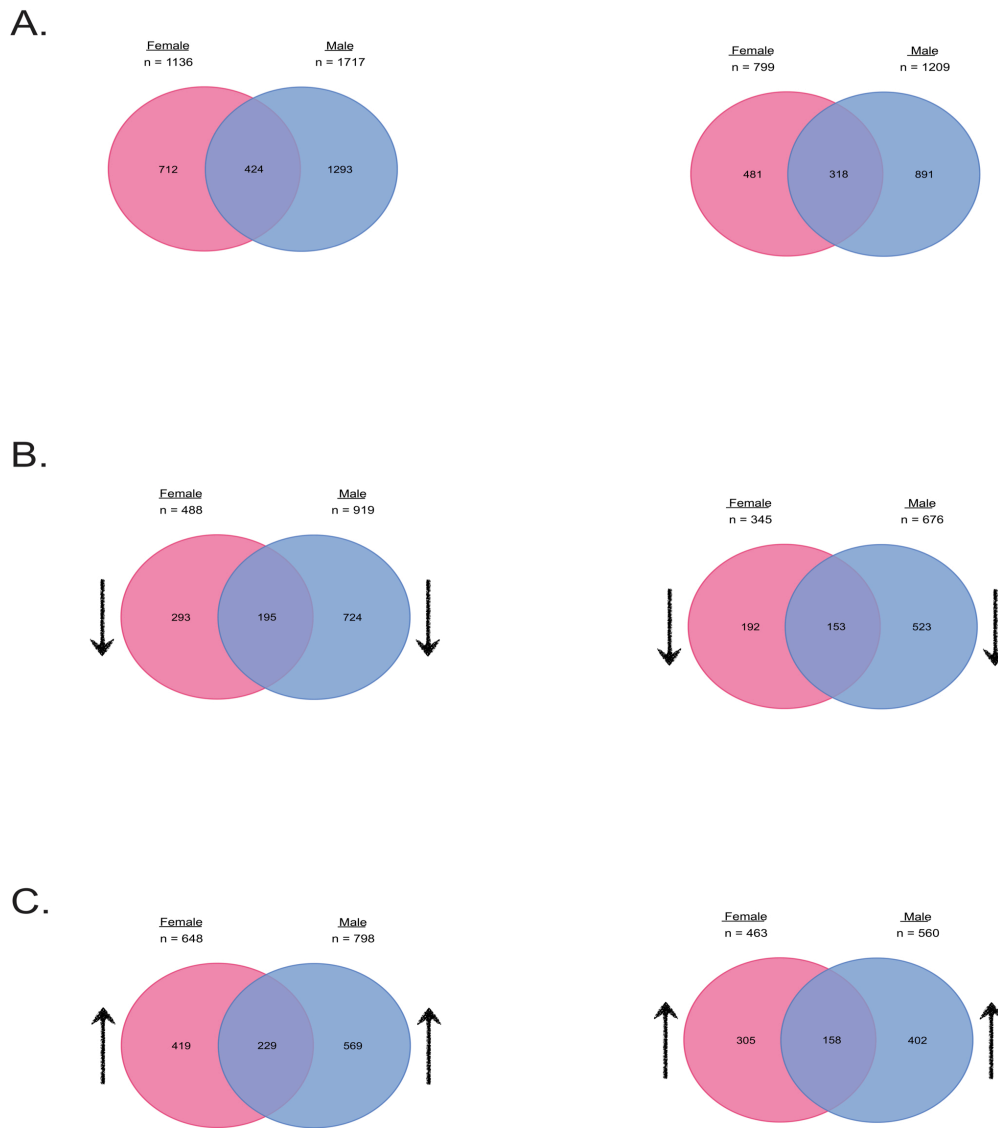 A.
Female Male
n = 1136 n = 1717
712 424 1293
Female Male
n = 799 n = 1209
481 318 891
B.
Female Male
n = 488 n = 919
293 195 724
Female Male
n = 345 n = 676
192 153 523
C.
Female Male
n = 648 n = 798
419 229 569
Female Male
n = 463 n = 560
305 158 402